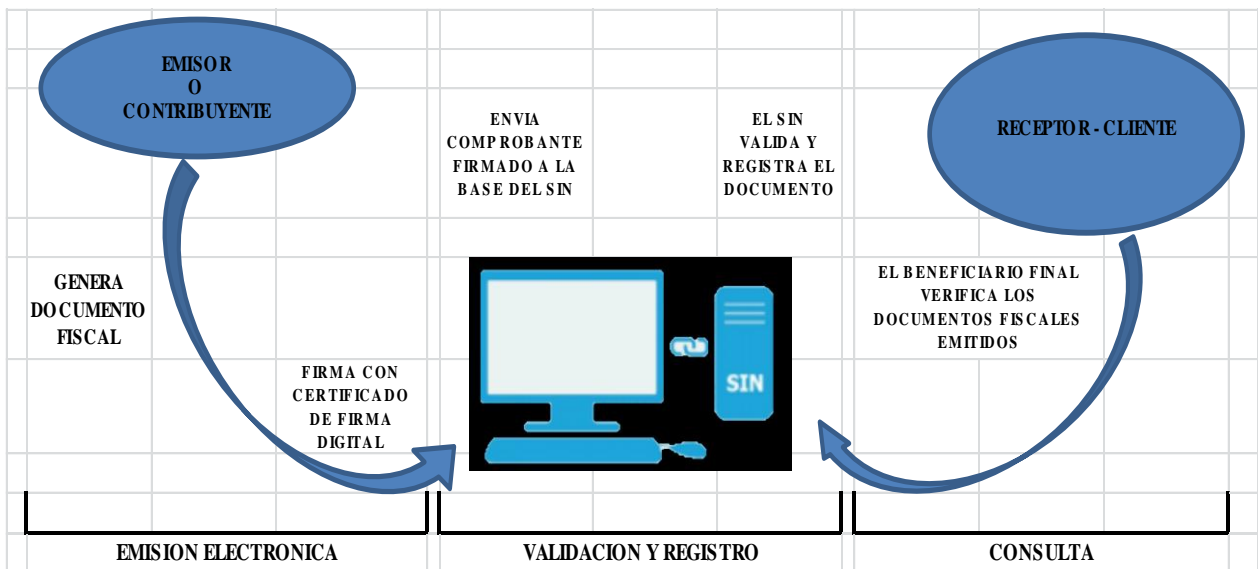 EMISOR
O
CONTRIBUYENTE
GENERA
DOCUMENTO
FISCAL
FIRMA CON
CERTIFICADO
DE FIRMA
DIGITAL
ENVIA
COMPROBANTE
FIRMADO A LA
BASE DEL SIN
EL SIN
VALIDA Y
REGISTRA EL
DOCUMENTO
SIN
RECEPTOR - CLIENTE
EL BENEFICIARIO FINAL
VERIFICA LOS
DOCUMENTOS FISCALES
EMITIDOS
EMISION ELECTRONICA
VALIDACION Y REGISTRO
CONSULTA